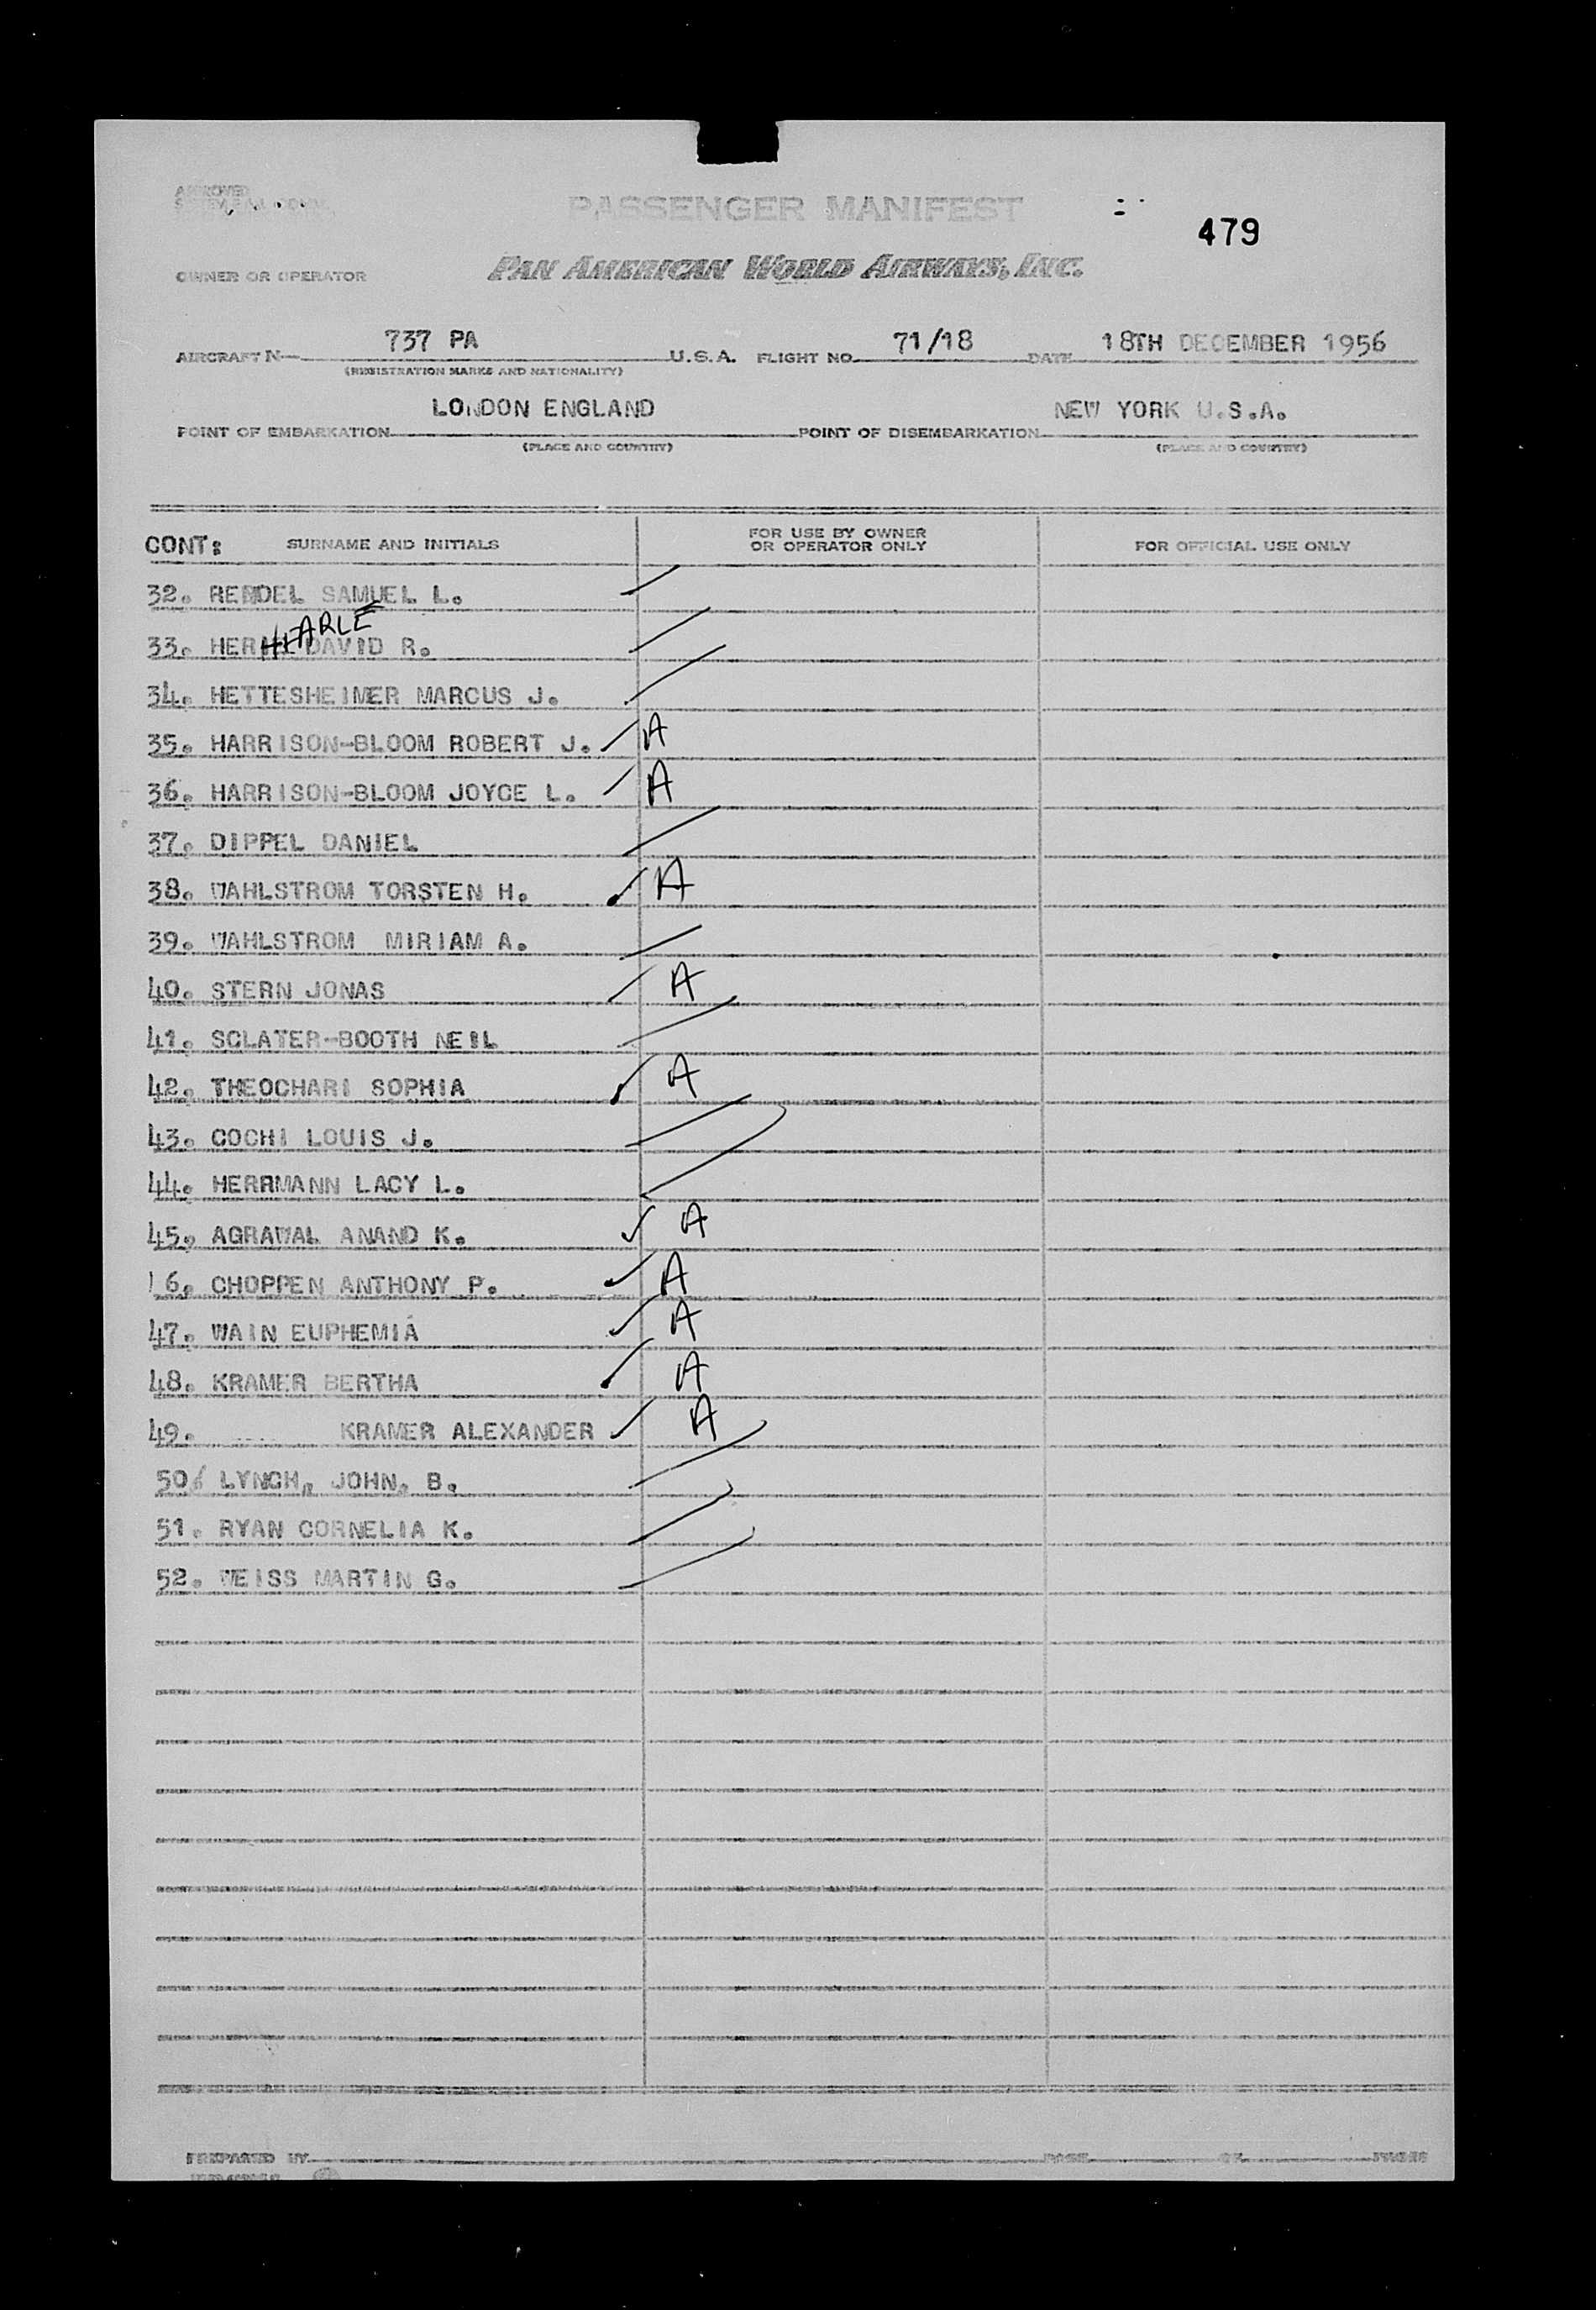 APPROVED
PASSENGER MANIFEST
479
OWNER OR OPERATOR
PAN AMERICAN WORLD AIRWAYS, INC.
AIRCRAFT N— 737 PA U.S.A. FLIGHT NO. 71/18 DATE 18TH DECEMBER 1956
(REGISTRATION MARKS AND NATIONALITY)
LONDON ENGLAND NEW YORK U.S.A.
POINT OF EMBARKATION POINT OF DISEMBARKATION
(PLACE AND COUNTRY) (PLACE AND COUNTRY)
CONT: SURNAME AND INITIALS FOR USE BY OWNER OR OPERATOR ONLY FOR OFFICIAL USE ONLY
32. SAMUEL L.
HEARLE
33. DAVID R.
34. HETTESHEIMER MARCUS J.
35. HARRISON-BLOOM ROBERT J. A
36. HARRISON-BLOOM JOYCE L. A
37. DIPPEL DANIEL
38. WAHLSTROM TORSTEN H. A
39. WAHLSTROM MIRIAM A.
40. STERN JONAS A
41. SCLATER-BOOTH NEIL
42. THEOCHARI SOPHIA A
43. COCHI LOUIS J.
44. HERRMANN LACY L.
45. AGRAWAL ANAND K. A
46. CHOPPEN ANTHONY P. A
47. WAIN EUPHEMIA A
48. KRAMER BERTHA A
49. KRAMER ALEXANDER A
50. LYNCH, JOHN, B.
51. RYAN CORNELIA K.
52. WEISS MARTIN G.
PREPARED BY PAGE OF PAGES